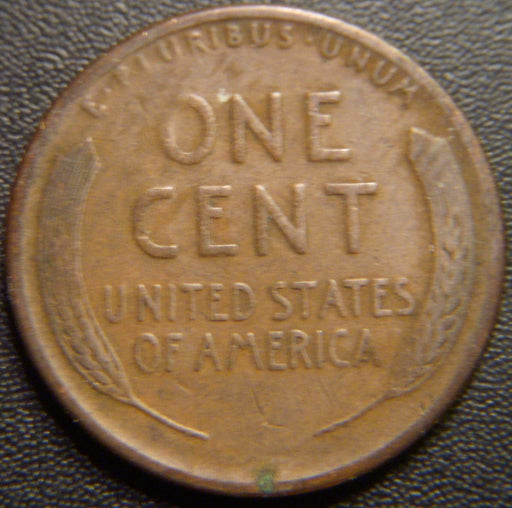 E·PLURIBUS·UNUM
ONE
CENT
UNITED STATES
OF AMERICA